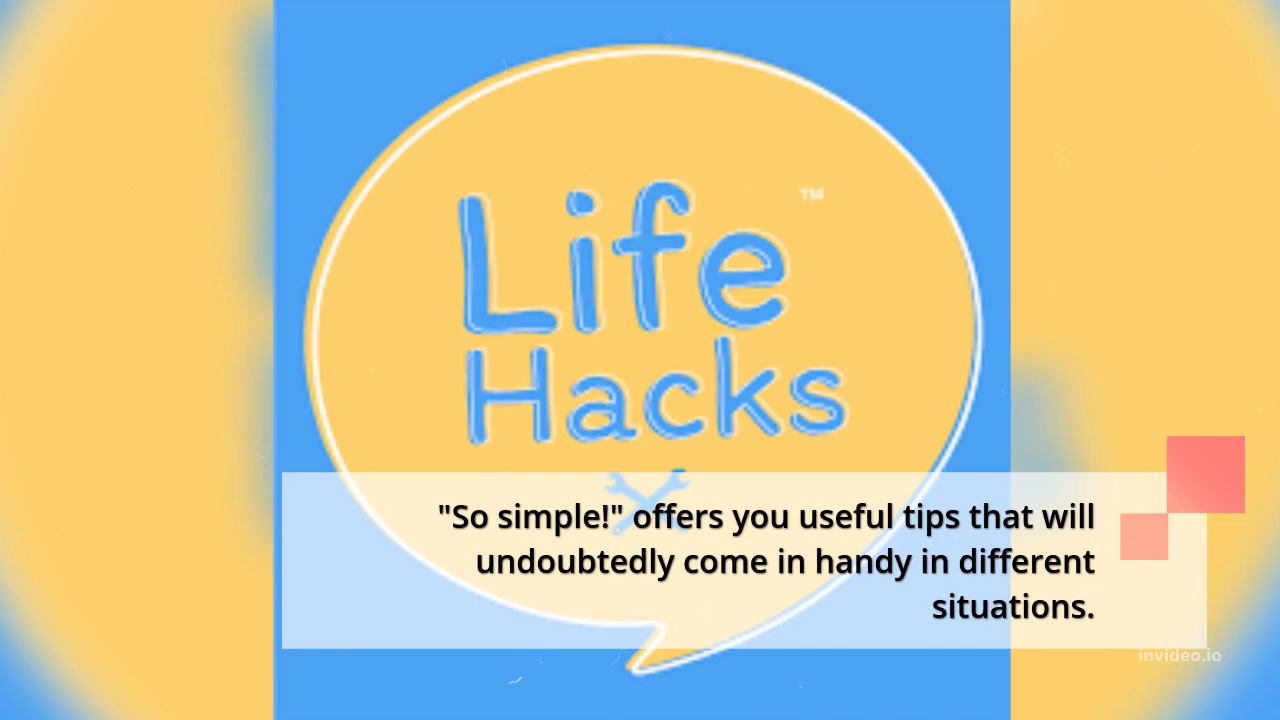 Life
™
Hacks
"So simple!" offers you useful tips that will
undoubtedly come in handy in different
situations.
invideo.io